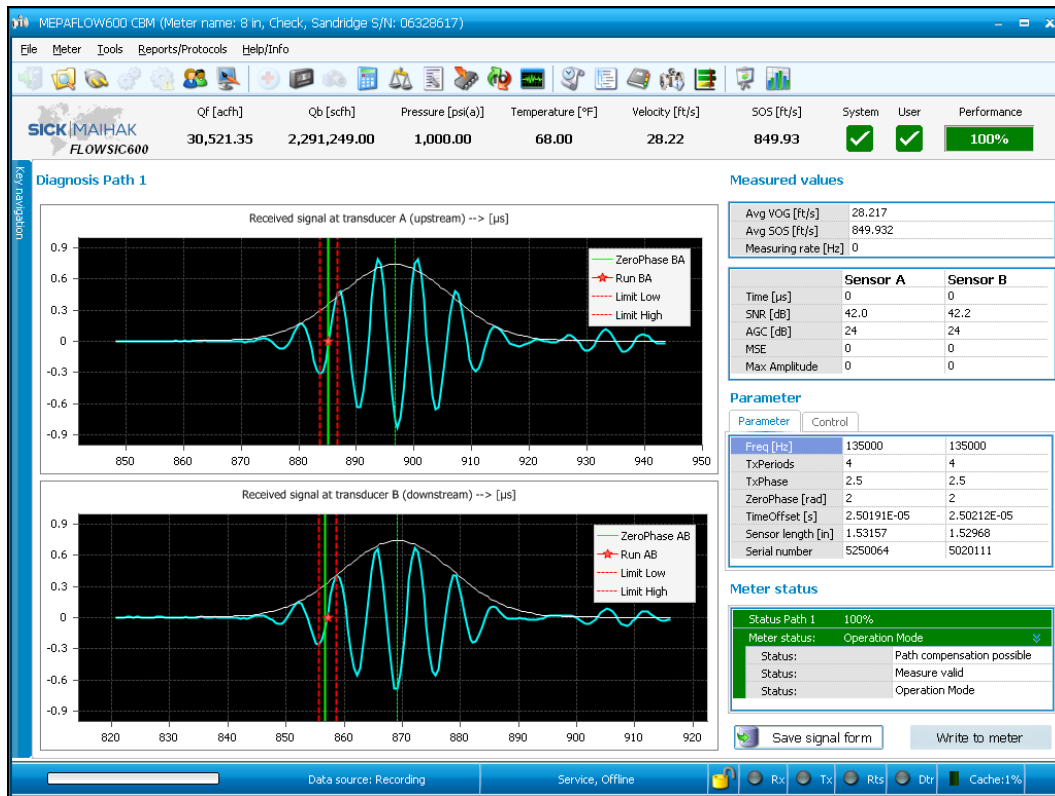 MEPAFLOW600 CBM (Meter name: 8 in, Check, Sandridge S/N: 06328617)
File Meter Tools Reports/Protocols Help/Info
Qf [acfh] Qb [scfh] Pressure [psi(a)] Temperature [°F] Velocity [ft/s] SOS [ft/s] System User Performance
SICK MAIHAK
FLOWSIC600
30,521.35 2,291,249.00 1,000.00 68.00 28.22 849.93 100%
Key navigation
Diagnosis Path 1
Received signal at transducer A (upstream) --> [µs]
0.9
0.6
0.3
0
-0.3
-0.6
-0.9
ZeroPhase BA
Run BA
Limit Low
Limit High
850 860 870 880 890 900 910 920 930 940 950
Received signal at transducer B (downstream) --> [µs]
0.9
0.6
0.3
0
-0.3
-0.6
-0.9
ZeroPhase AB
Run AB
Limit Low
Limit High
820 830 840 850 860 870 880 890 900 910 920
Measured values
Avg VOG [ft/s] 28.217
Avg SOS [ft/s] 849.932
Measuring rate [Hz] 0
Sensor A Sensor B
Time [µs] 0 0
SNR [dB] 42.0 42.2
AGC [dB] 24 24
MSE 0 0
Max Amplitude 0 0
Parameter
Parameter Control
Freq [Hz] 135000 135000
TxPeriods 4 4
TxPhase 2.5 2.5
ZeroPhase [rad] 2 2
TimeOffset [s] 2.50191E-05 2.50212E-05
Sensor length [in] 1.53157 1.52968
Serial number 5250064 5020111
Meter status
Status Path 1 100%
Meter status: Operation Mode
Status: Path compensation possible
Status: Measure valid
Status: Operation Mode
Save signal form Write to meter
Data source: Recording Service, Offline Rx Tx Rts Dtr Cache:1%